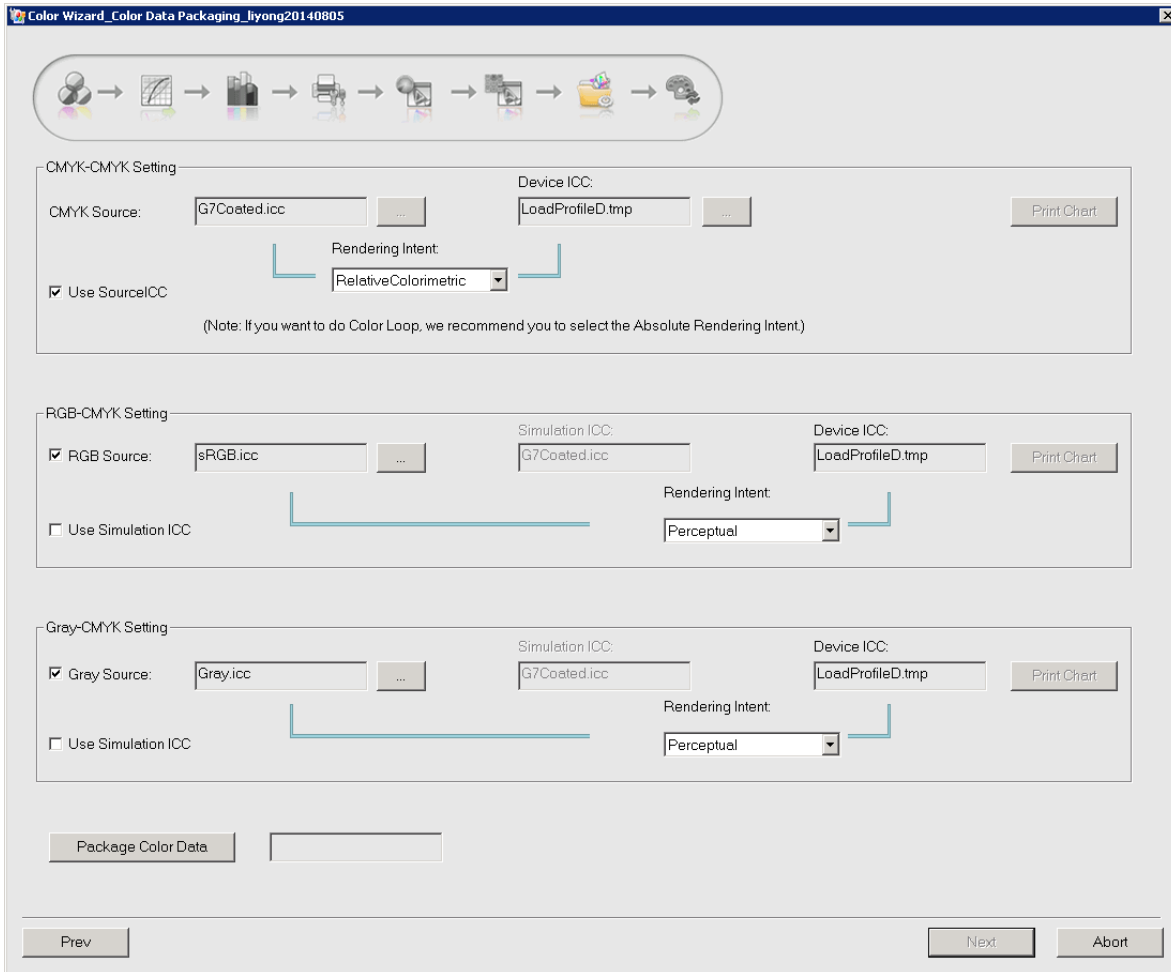 Color Wizard_Color Data Packaging_liyong20140805
CMYK-CMYK Setting
Device ICC:
CMYK Source: G7Coated.icc ... LoadProfileD.tmp ... Print Chart
Rendering Intent:
RelativeColorimetric
Use SourceICC
(Note: If you want to do Color Loop, we recommend you to select the Absolute Rendering Intent.)
RGB-CMYK Setting
Simulation ICC: Device ICC:
RGB Source: sRGB.icc ... G7Coated.icc LoadProfileD.tmp Print Chart
Rendering Intent:
Use Simulation ICC Perceptual
Gray-CMYK Setting
Simulation ICC: Device ICC:
Gray Source: Gray.icc ... G7Coated.icc LoadProfileD.tmp Print Chart
Rendering Intent:
Use Simulation ICC Perceptual
Package Color Data
Prev Next Abort